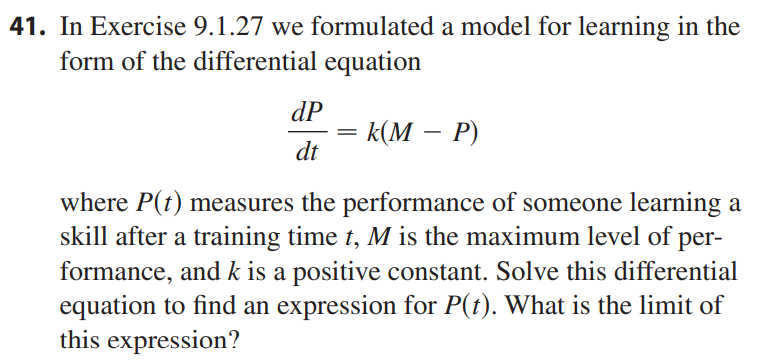 41. In Exercise 9.1.27 we formulated a model for learning in the
form of the differential equation
dP/dt = k(M − P)
where P(t) measures the performance of someone learning a
skill after a training time t, M is the maximum level of per-
formance, and k is a positive constant. Solve this differential
equation to find an expression for P(t). What is the limit of
this expression?